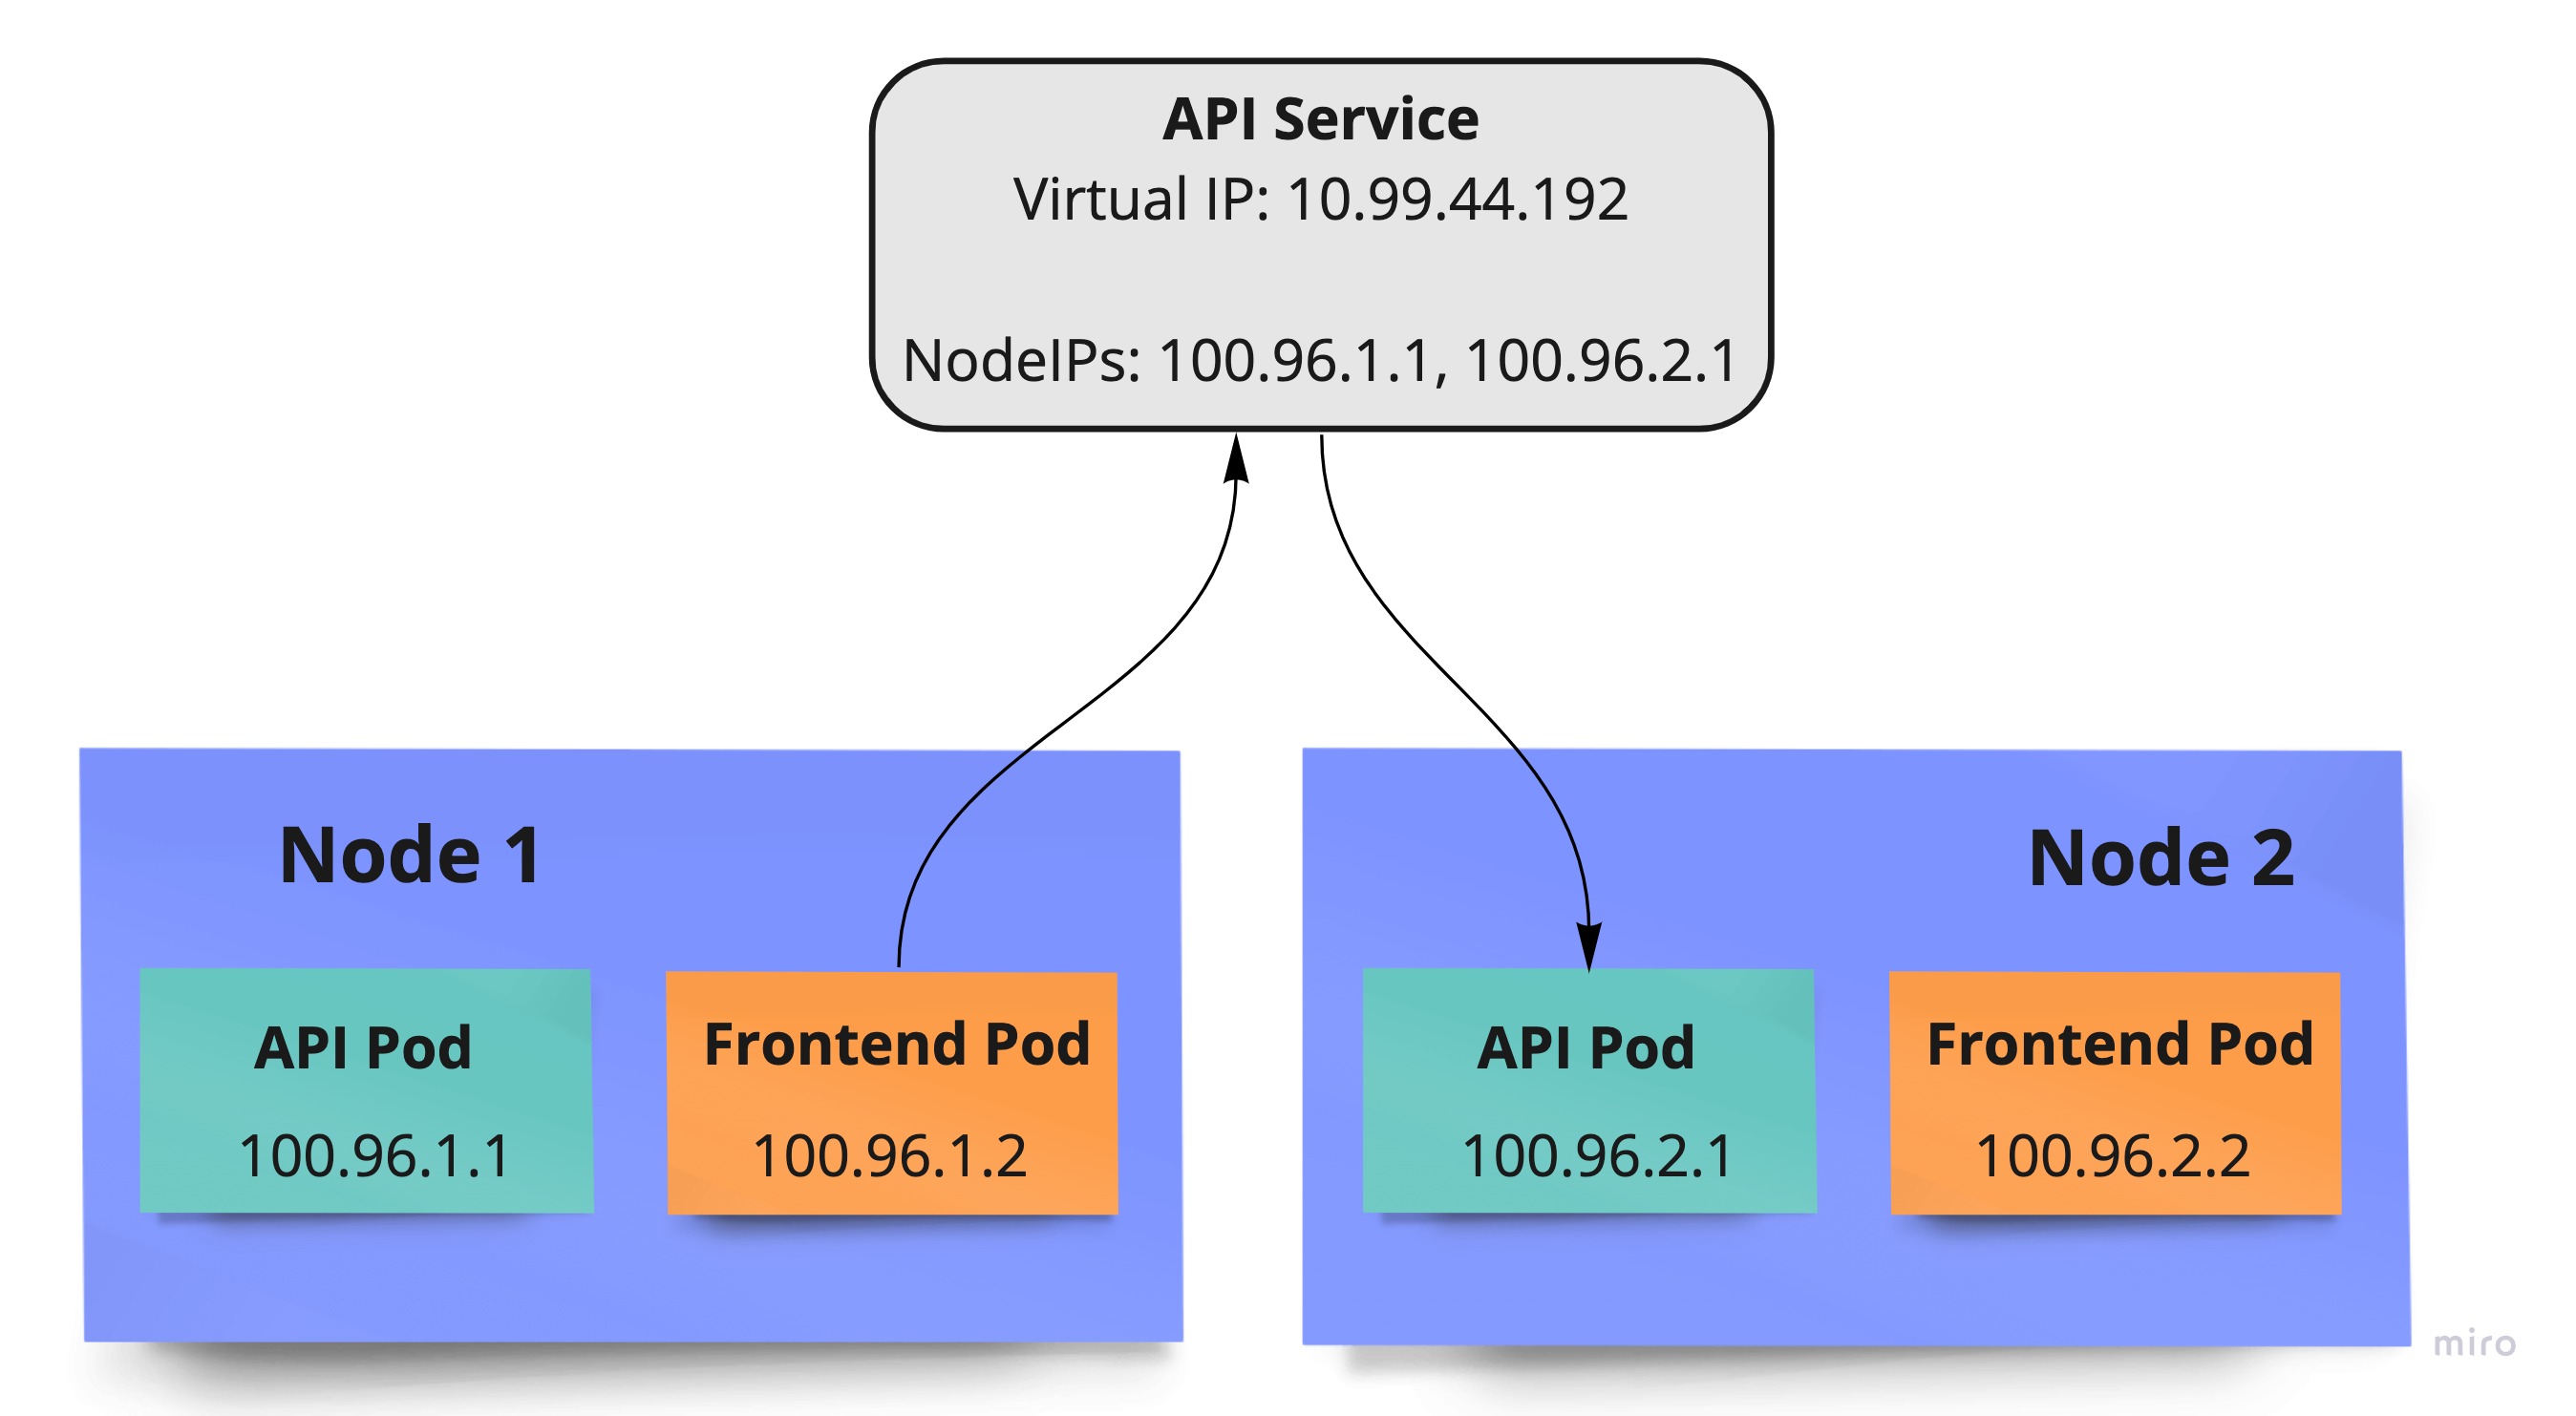 API Service
Virtual IP: 10.99.44.192
NodeIPs: 100.96.1.1, 100.96.2.1
Node 1
API Pod
100.96.1.1
Frontend Pod
100.96.1.2
Node 2
API Pod
100.96.2.1
Frontend Pod
100.96.2.2
miro